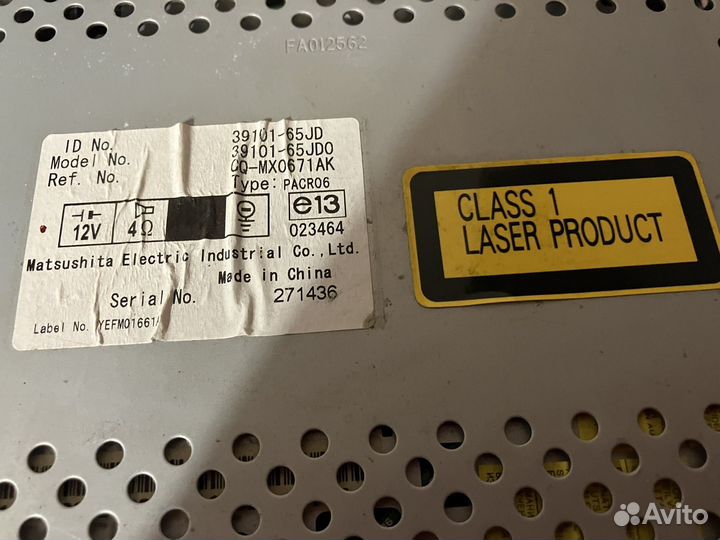 FA012562
ID No. 39101-65JD
Model No. 39101-65JD0
Ref. No. CQ-MX0671AK
Type: PACR06
12V 4Ω e13
023464
Matsushita Electric Industrial Co., Ltd.
Made in China
Serial No. 271436
Label No. YEFM01661A
CLASS 1
LASER PRODUCT
Avito